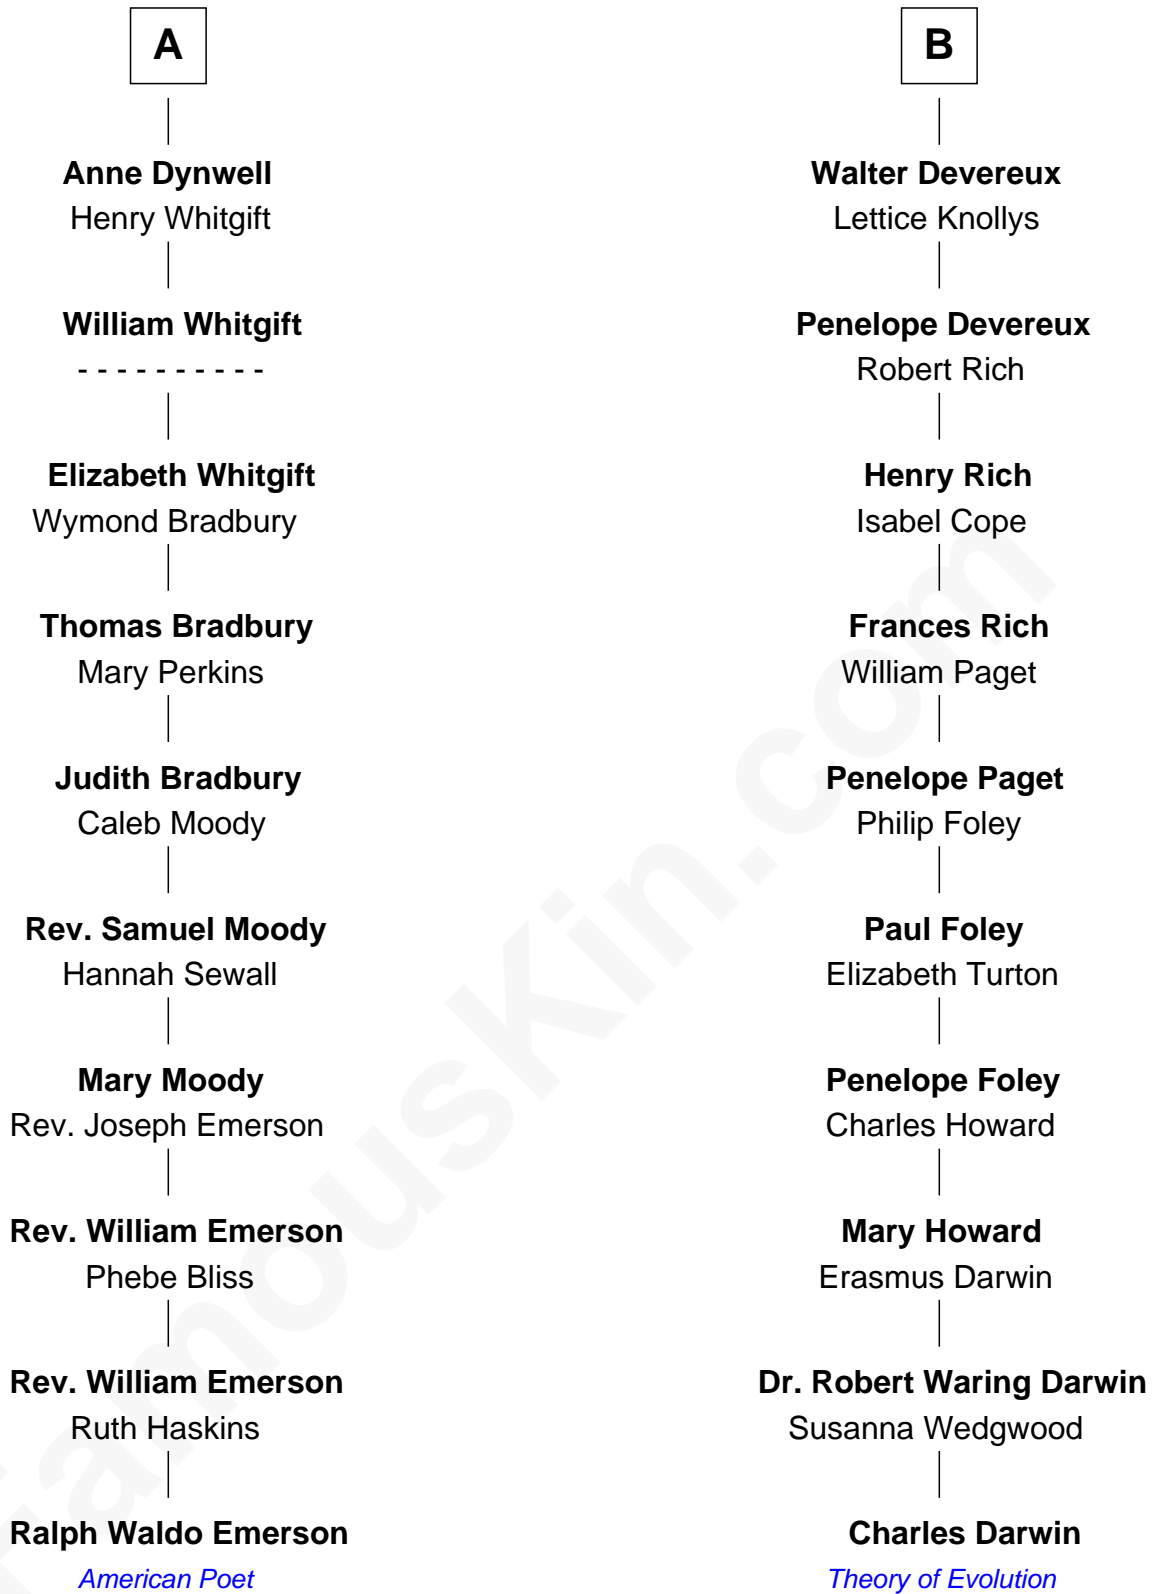 A
Anne Dynwell
Henry Whitgift
William Whitgift
- - - - - - - - - -
Elizabeth Whitgift
Wymond Bradbury
Thomas Bradbury
Mary Perkins
Judith Bradbury
Caleb Moody
Rev. Samuel Moody
Hannah Sewall
Mary Moody
Rev. Joseph Emerson
Rev. William Emerson
Phebe Bliss
Rev. William Emerson
Ruth Haskins
Ralph Waldo Emerson
American Poet
B
Walter Devereux
Lettice Knollys
Penelope Devereux
Robert Rich
Henry Rich
Isabel Cope
Frances Rich
William Paget
Penelope Paget
Philip Foley
Paul Foley
Elizabeth Turton
Penelope Foley
Charles Howard
Mary Howard
Erasmus Darwin
Dr. Robert Waring Darwin
Susanna Wedgwood
Charles Darwin
Theory of Evolution
FamousKin.com